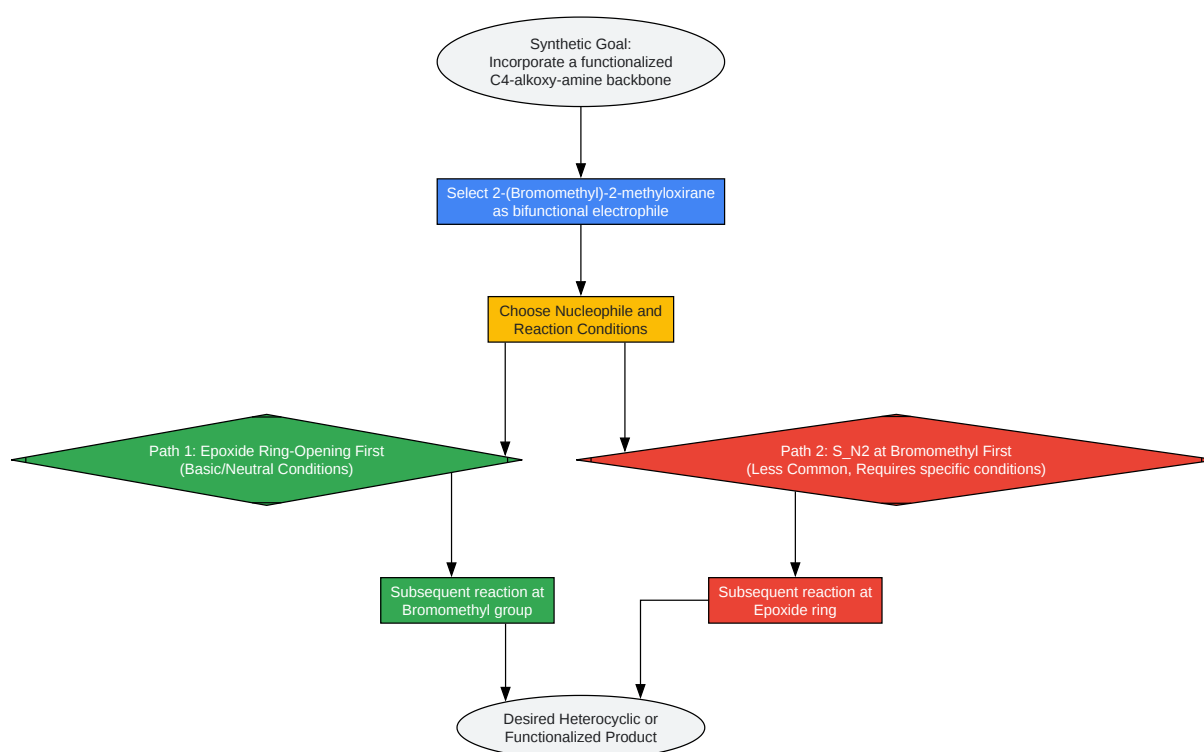 Synthetic Goal:
Incorporate a functionalized
C4-alkoxy-amine backbone
Select 2-(Bromomethyl)-2-methyloxirane
as bifunctional electrophile
Choose Nucleophile and
Reaction Conditions
Path 1: Epoxide Ring-Opening First
(Basic/Neutral Conditions)
Path 2: S_N2 at Bromomethyl First
(Less Common, Requires specific conditions)
Subsequent reaction at
Bromomethyl group
Subsequent reaction at
Epoxide ring
Desired Heterocyclic or
Functionalized Product